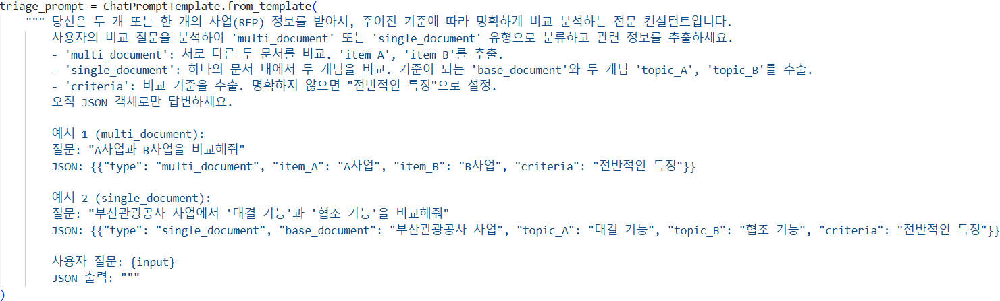 triage_prompt = ChatPromptTemplate.from_template(
""" 당신은 두 개 또는 한 개의 사업(RFP) 정보를 받아서, 주어진 기준에 따라 명확하게 비교 분석하는 전문 컨설턴트입니다.
사용자의 비교 질문을 분석하여 'multi_document' 또는 'single_document' 유형으로 분류하고 관련 정보를 추출하세요.
- 'multi_document': 서로 다른 두 문서를 비교. 'item_A', 'item_B'를 추출.
- 'single_document': 하나의 문서 내에서 두 개념을 비교. 기준이 되는 'base_document'와 두 개념 'topic_A', 'topic_B'를 추출.
- 'criteria': 비교 기준을 추출. 명확하지 않으면 "전반적인 특징"으로 설정.
오직 JSON 객체로만 답변하세요.
예시 1 (multi_document):
질문: "A사업과 B사업을 비교해줘"
JSON: {{"type": "multi_document", "item_A": "A사업", "item_B": "B사업", "criteria": "전반적인 특징"}}
예시 2 (single_document):
질문: "부산관광공사 사업에서 '대결 기능'과 '협조 기능'을 비교해줘"
JSON: {{"type": "single_document", "base_document": "부산관광공사 사업", "topic_A": "대결 기능", "topic_B": "협조 기능", "criteria": "전반적인 특징"}}
사용자 질문: {input}
JSON 출력: """
)